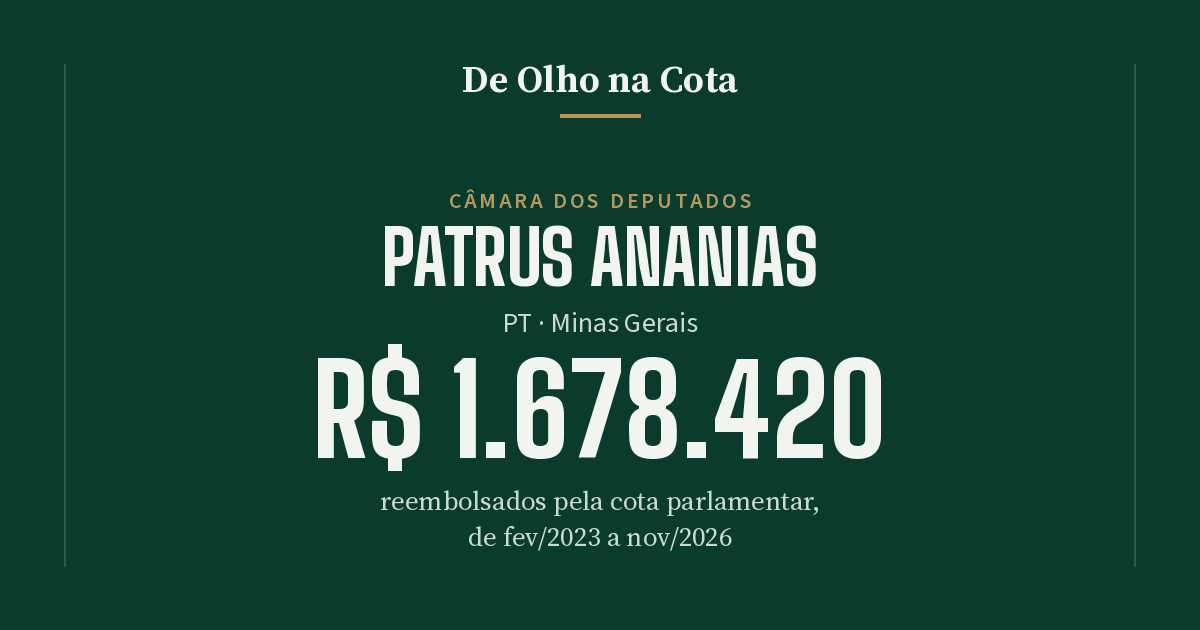 De Olho na Cota
CÂMARA DOS DEPUTADOS
PATRUS ANANIAS
PT · Minas Gerais
R$ 1.678.420
reembolsados pela cota parlamentar,
de fev/2023 a nov/2026